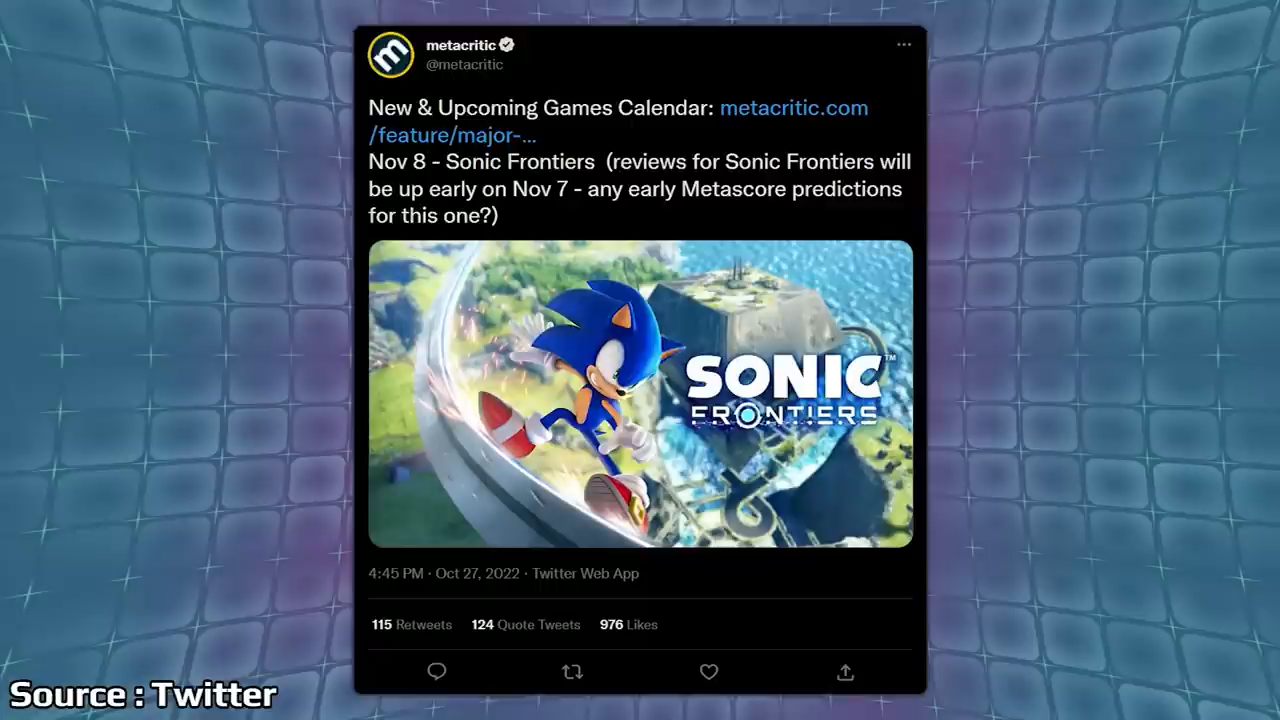 metacritic
@metacritic
New & Upcoming Games Calendar: metacritic.com
/feature/major-...
Nov 8 - Sonic Frontiers (reviews for Sonic Frontiers will
be up early on Nov 7 - any early Metascore predictions
for this one?)
SONIC™
FRONTIERS
4:45 PM · Oct 27, 2022 · Twitter Web App
115 Retweets 124 Quote Tweets 976 Likes
Source : Twitter